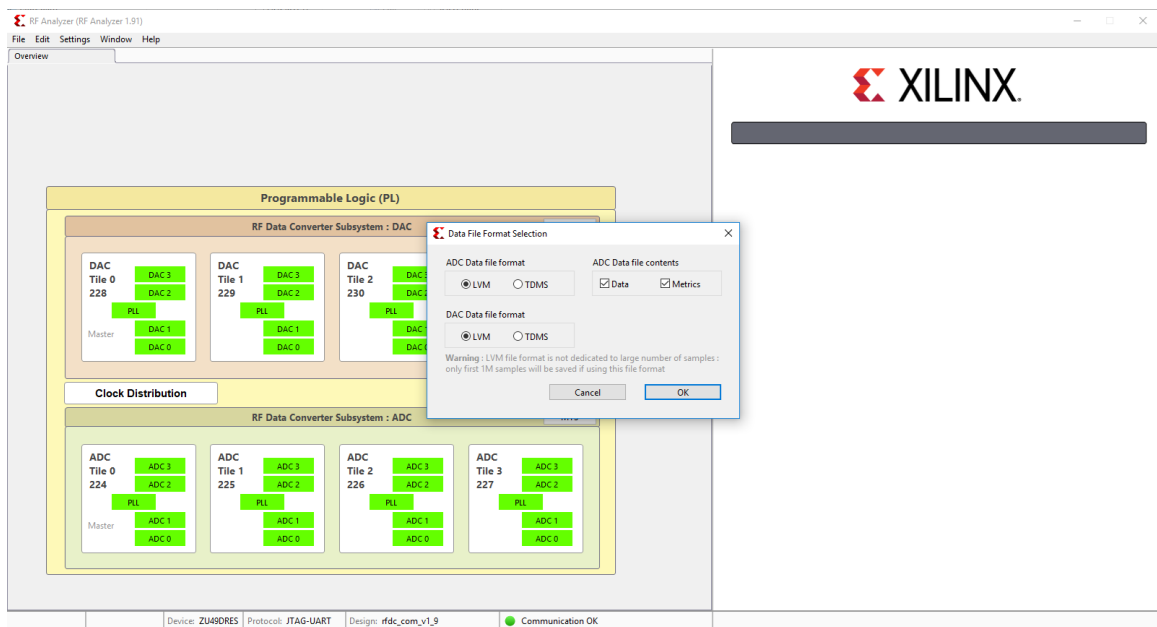 RF Analyzer (RF Analyzer 1.91)
File Edit Settings Window Help
Overview
XILINX.
Programmable Logic (PL)
RF Data Converter Subsystem : DAC
DAC Tile 0 228
DAC 3
DAC 2
PLL
Master
DAC 1
DAC 0
DAC Tile 1 229
DAC 3
DAC 2
PLL
DAC 1
DAC 0
DAC Tile 2 230
DAC
DAC
PLL
DAC
DAC
Clock Distribution
RF Data Converter Subsystem : ADC
ADC Tile 0 224
ADC 3
ADC 2
PLL
Master
ADC 1
ADC 0
ADC Tile 1 225
ADC 3
ADC 2
PLL
ADC 1
ADC 0
ADC Tile 2 226
ADC 3
ADC 2
PLL
ADC 1
ADC 0
ADC Tile 3 227
ADC 3
ADC 2
PLL
ADC 1
ADC 0
Data File Format Selection
ADC Data file format
LVM TDMS
ADC Data file contents
Data Metrics
DAC Data file format
LVM TDMS
Warning : LVM file format is not dedicated to large number of samples :
only first 1M samples will be saved if using this file format
Cancel OK
Device: ZU49DRES Protocol: JTAG-UART Design: rfdc_com_v1_9 Communication OK